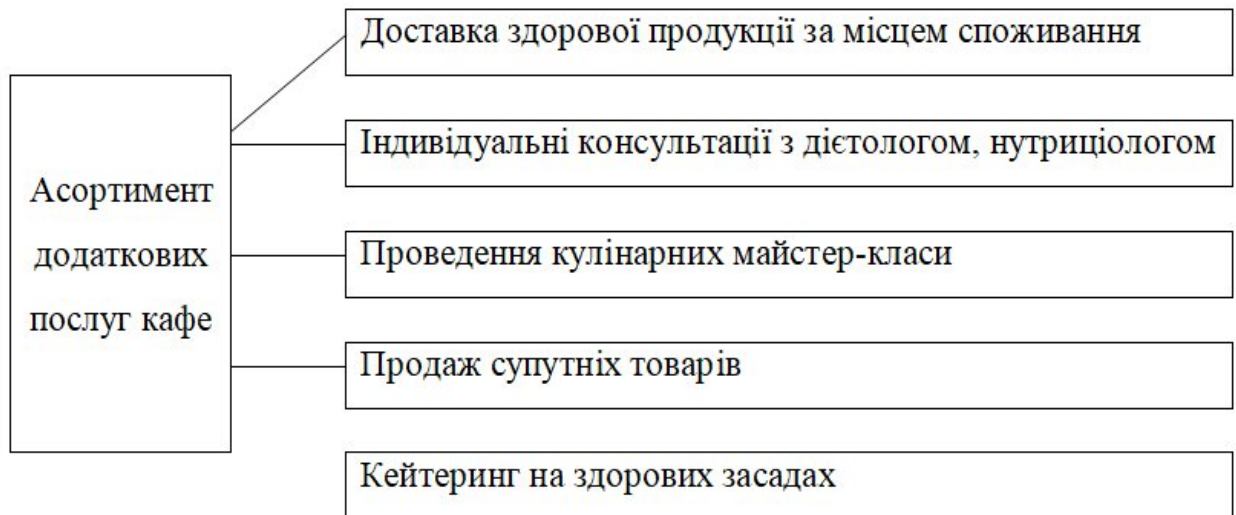 Асортимент
додаткових
послуг кафе
Доставка здорової продукції за місцем споживання
Індивідуальні консультації з дієтологом, нутриціологом
Проведення кулінарних майстер-класи
Продаж супутніх товарів
Кейтеринг на здорових засадах